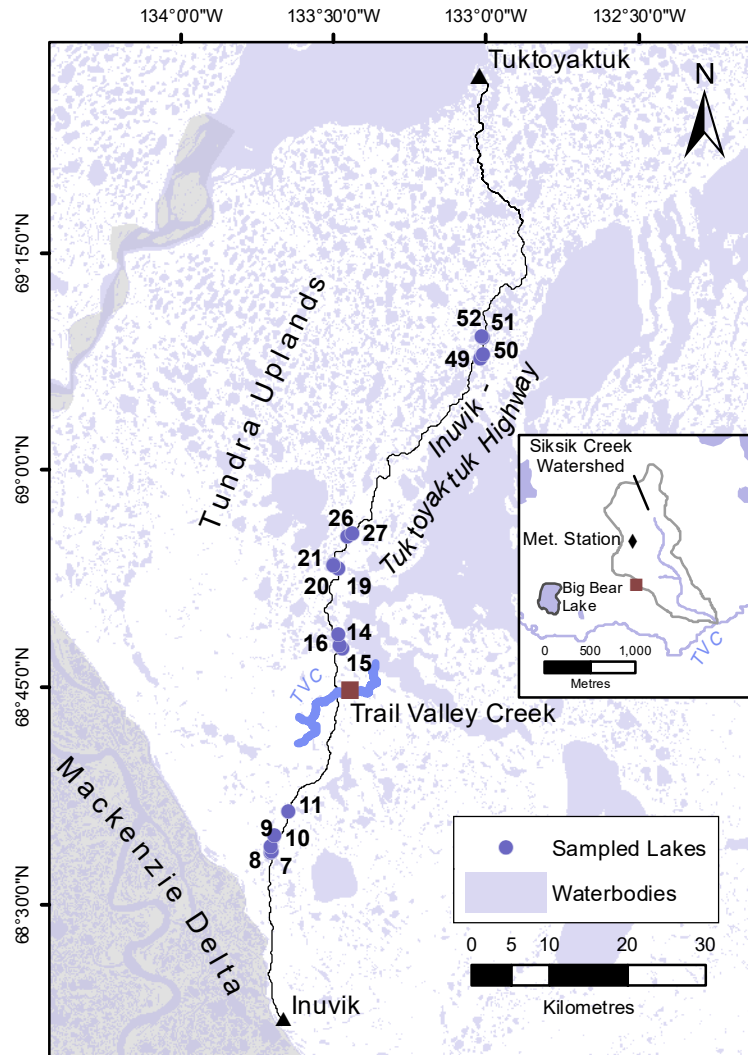 134°0'0"W 133°30'0"W 133°0'0"W 132°30'0"W
Tuktoyaktuk
N
69°15'0"N
Tundra Uplands
52 51
49 50
Inuvik -
Tuktoyaktuk Highway
69°0'0"N
Siksik Creek
Watershed
Met. Station
Big Bear
Lake
0 500 1,000
Metres
TVC
26 27
21
20 19
14
16
15
68°45'0"N
TVC
Trail Valley Creek
Mackenzie Delta
11
9 10
8 7
Sampled Lakes
Waterbodies
68°30'0"N
0 5 10 20 30
Kilometres
Inuvik